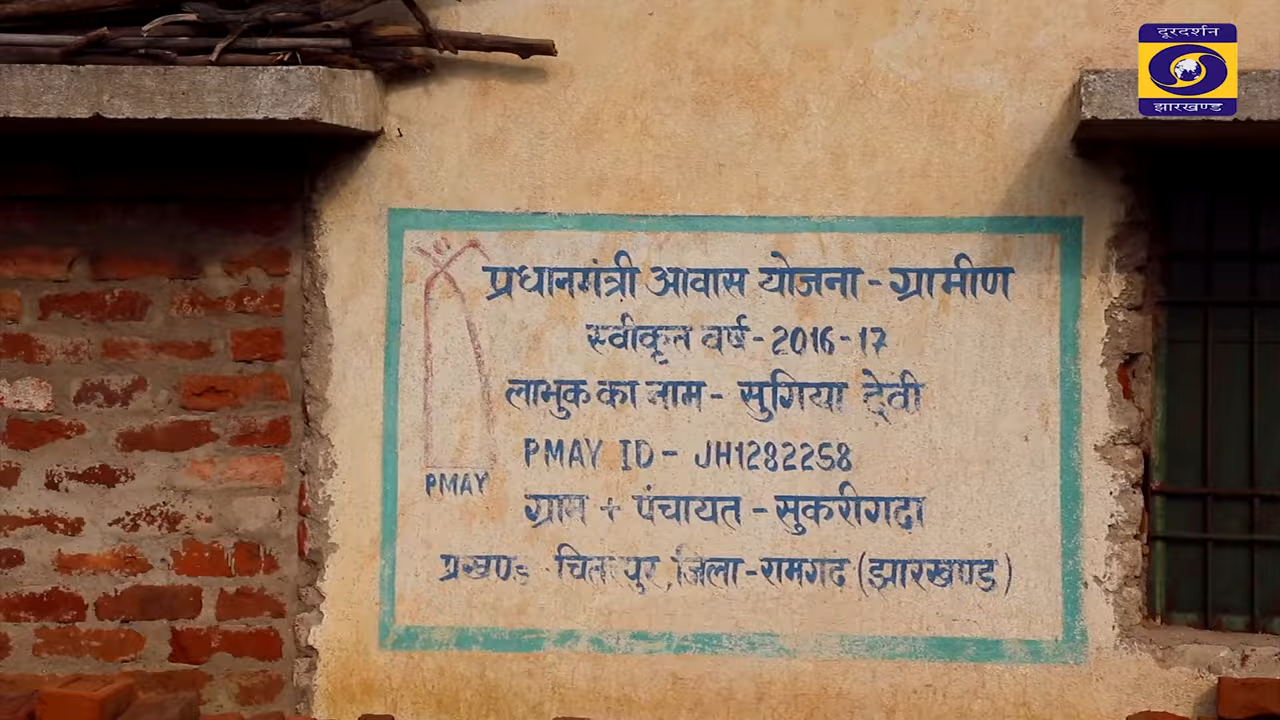 दूरदर्शन
झारखण्ड
प्रधानमंत्री आवास योजना - ग्रामीण
स्वीकृत वर्ष - 2016-17
लाभुक का नाम - सुगिया देवी
PMAY ID - JH1282258
PMAY
ग्राम + पंचायत - सुकरीगढा
प्रखण्ड चितरपुर, जिला - रामगढ (झारखण्ड)